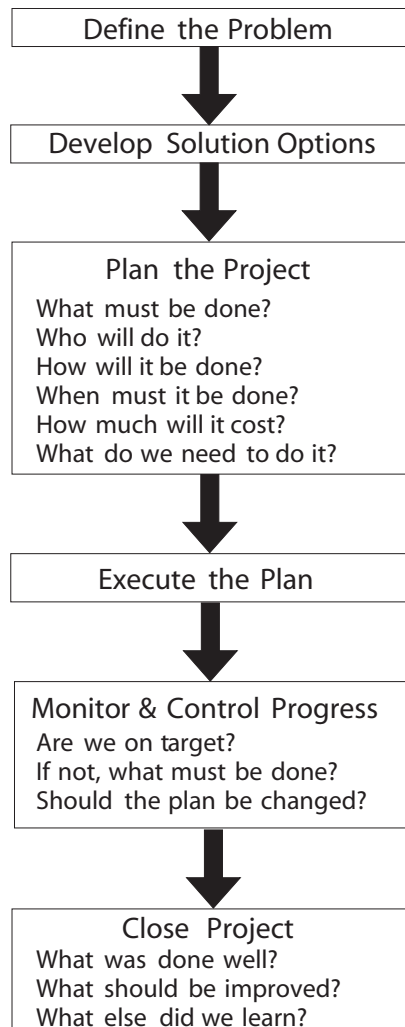 Define the Problem
Develop Solution Options
Plan the Project
What must be done?
Who will do it?
How will it be done?
When must it be done?
How much will it cost?
What do we need to do it?
Execute the Plan
Monitor & Control Progress
Are we on target?
If not, what must be done?
Should the plan be changed?
Close Project
What was done well?
What should be improved?
What else did we learn?